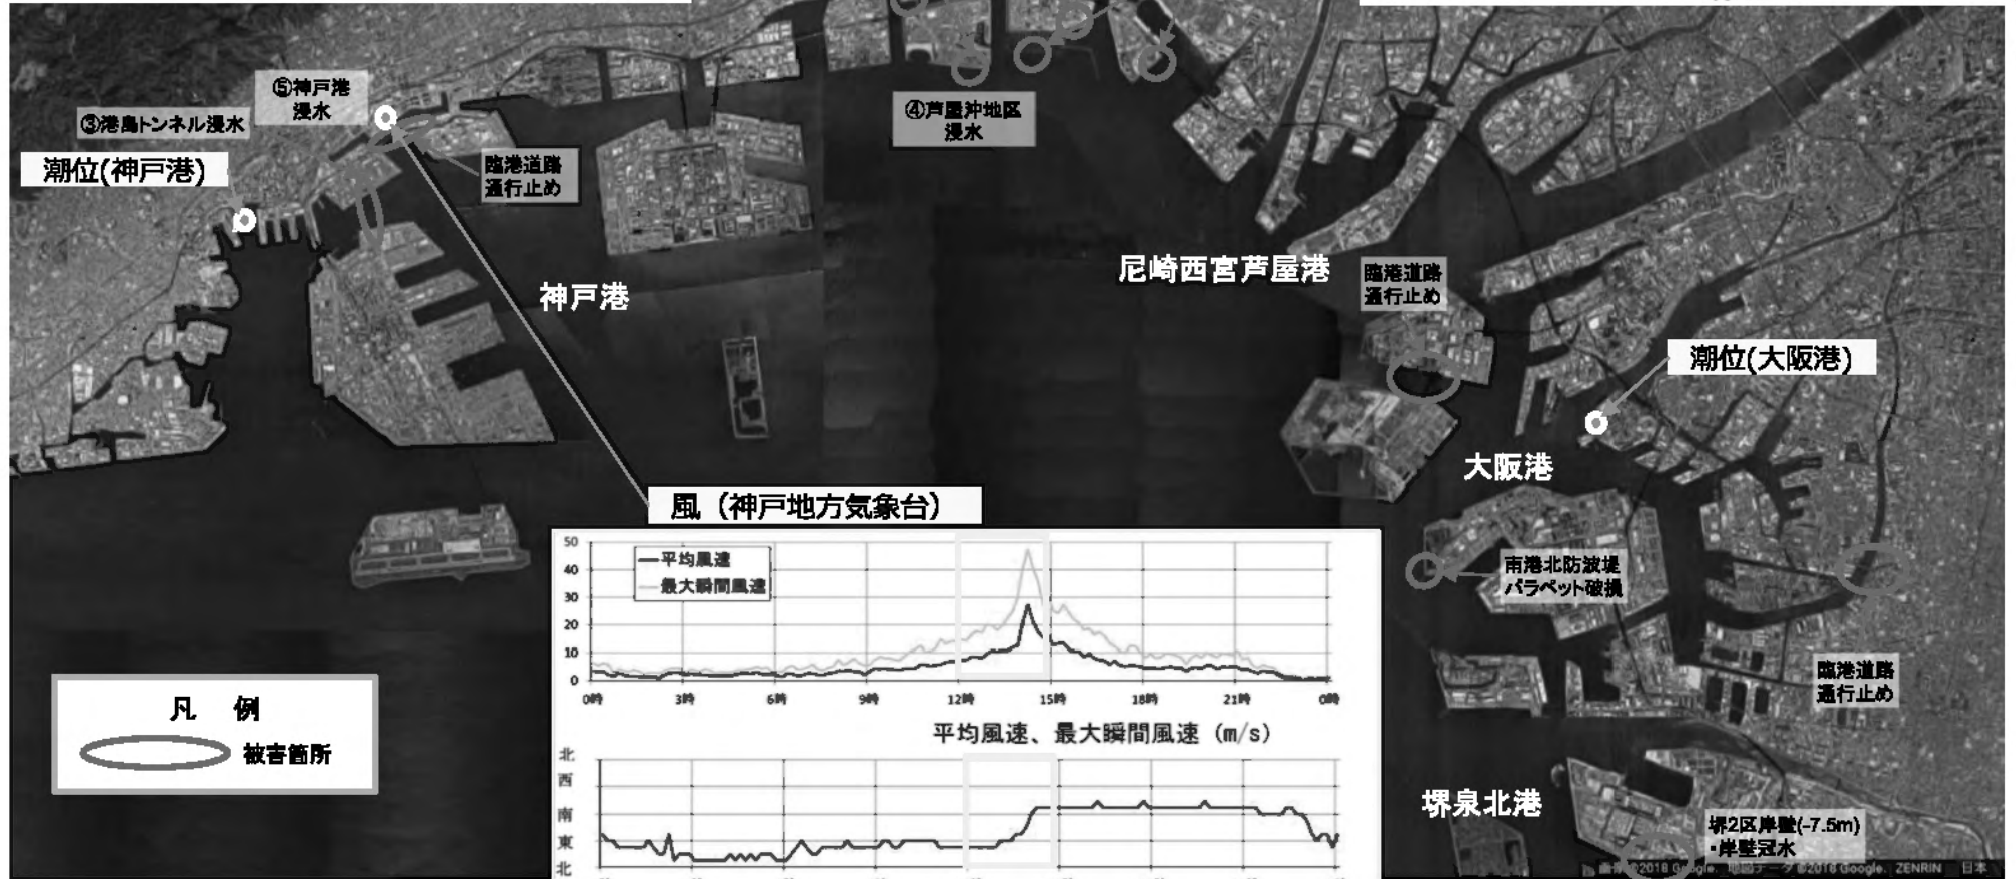 ⑤神戸港
浸水
③港島トンネル浸水
潮位(神戸港)
臨港道路
通行止め
④芦屋沖地区
浸水
神戸港
尼崎西宮芦屋港
臨港道路
通行止め
潮位(大阪港)
大阪港
風（神戸地方気象台）
50
40
30
20
10
0
平均風速
最大瞬間風速
0時
3時
6時
9時
12時
15時
18時
21時
0時
平均風速、最大瞬間風速（m/s）
北
西
南
東
北
南港北防波堤
パラペット破損
臨港道路
通行止め
凡 例
被害箇所
堺泉北港
堺2区岸壁(-7.5m)
・岸壁冠水
画像©2018 Google. 地図データ©2018 Google. ZENRIN 日本